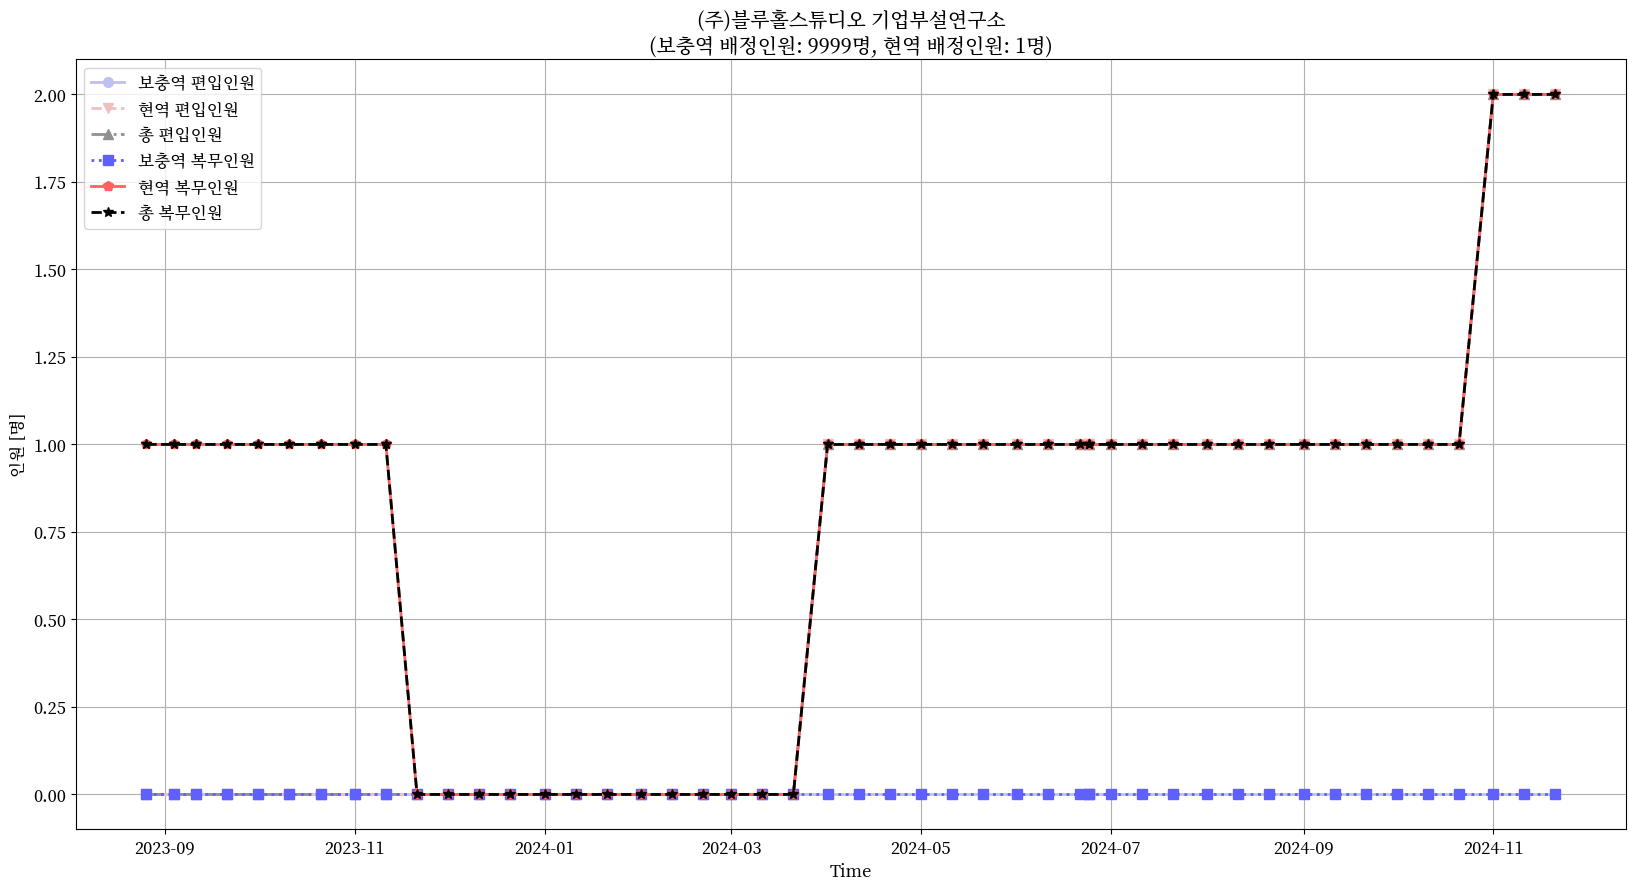 (주)블루홀스튜디오 기업부설연구소
(보충역 배정인원: 9999명, 현역 배정인원: 1명)
보충역 편입인원
현역 편입인원
총 편입인원
보충역 복무인원
현역 복무인원
총 복무인원
인원 [명]
2.00
1.75
1.50
1.25
1.00
0.75
0.50
0.25
0.00
2023-09 2023-11 2024-01 2024-03 2024-05 2024-07 2024-09 2024-11
Time